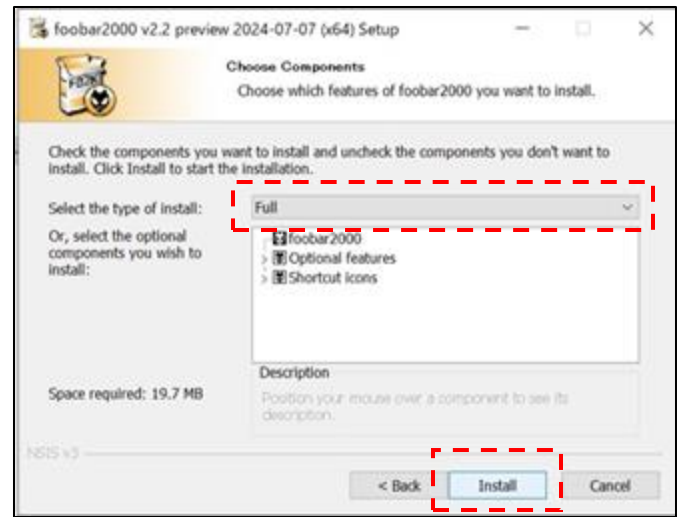 foobar2000 v2.2 preview 2024-07-07 (x64) Setup
Choose Components
Choose which features of foobar2000 you want to install.
Check the components you want to install and uncheck the components you don't want to
install. Click Install to start the installation.
Select the type of install:
Full
Or, select the optional
components you wish to
install:
foobar2000
Optional features
Shortcut icons
Space required: 19.7 MB
Description
Position your mouse over a component to see its
description.
NSIS v3
< Back
Install
Cancel